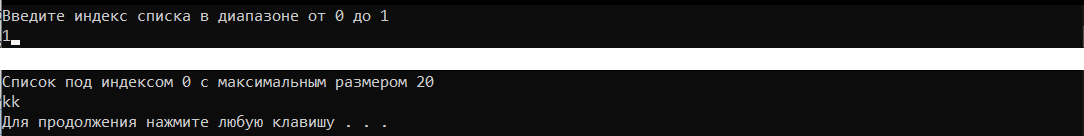 Введите индекс списка в диапазоне от 0 до 1
1
Список под индексом 0 с максимальным размером 20
kk
Для продолжения нажмите любую клавишу . . .